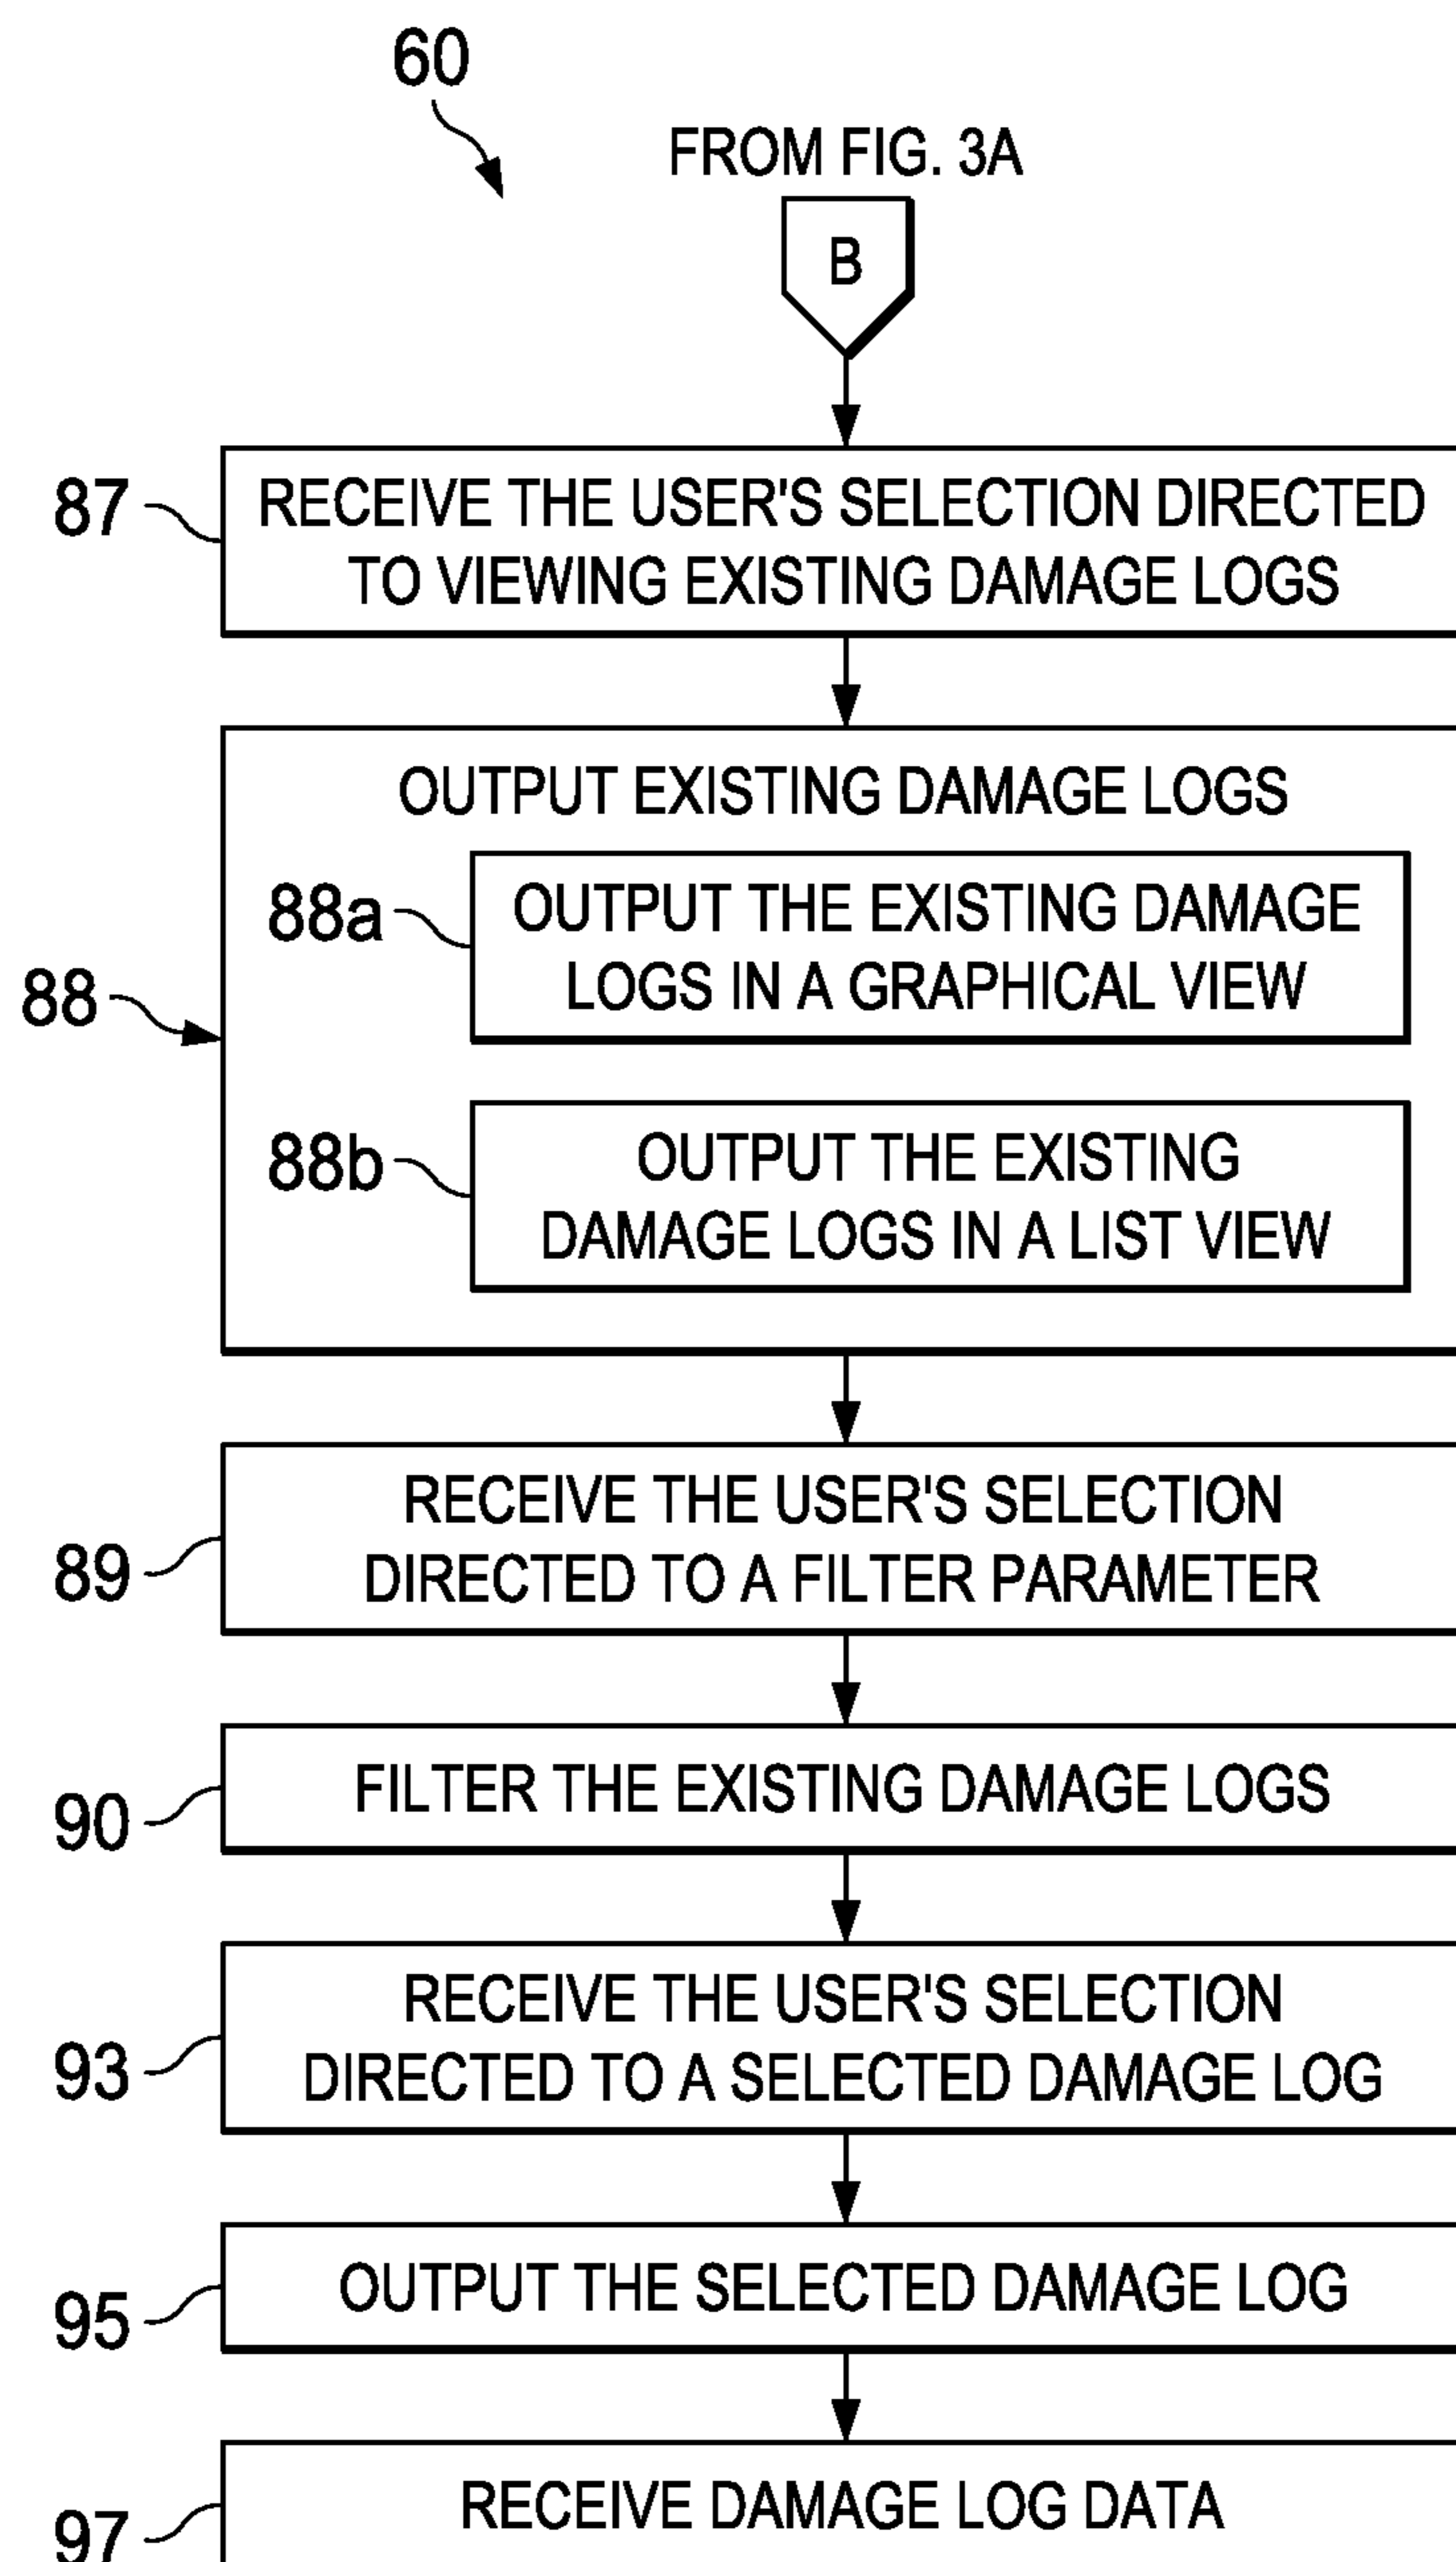 60
FROM FIG. 3A
B
87
RECEIVE THE USER'S SELECTION DIRECTED
TO VIEWING EXISTING DAMAGE LOGS
OUTPUT EXISTING DAMAGE LOGS
88a
OUTPUT THE EXISTING DAMAGE
LOGS IN A GRAPHICAL VIEW
88
88b
OUTPUT THE EXISTING
DAMAGE LOGS IN A LIST VIEW
RECEIVE THE USER'S SELECTION
DIRECTED TO A FILTER PARAMETER
89
FILTER THE EXISTING DAMAGE LOGS
90
RECEIVE THE USER'S SELECTION
DIRECTED TO A SELECTED DAMAGE LOG
93
OUTPUT THE SELECTED DAMAGE LOG
95
RECEIVE DAMAGE LOG DATA
97